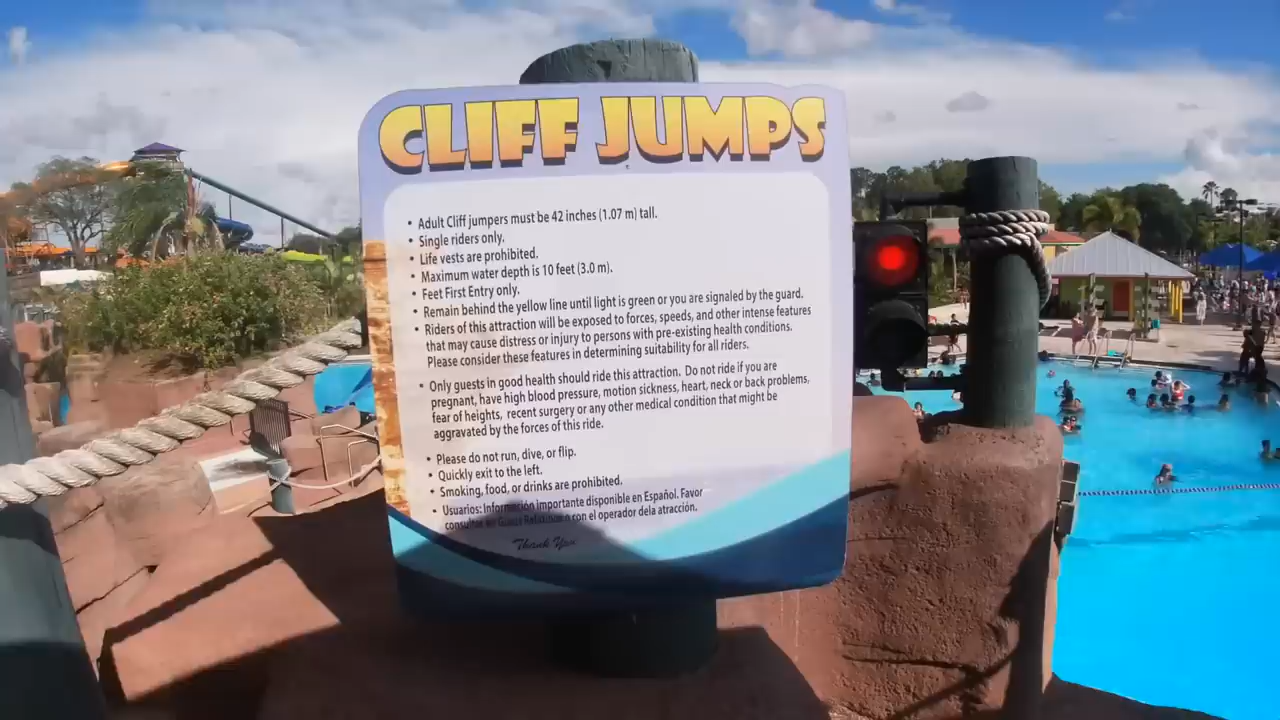 CLIFF JUMPS
• Adult Cliff jumpers must be 42 inches (1.07 m) tall.
• Single riders only.
• Life vests are prohibited.
• Maximum water depth is 10 feet (3.0 m).
• Feet First Entry only.
• Remain behind the yellow line until light is green or you are signaled by the guard.
• Riders of this attraction will be exposed to forces, speeds, and other intense features
that may cause distress or injury to persons with pre-existing health conditions.
Please consider these features in determining suitability for all riders.
• Only guests in good health should ride this attraction. Do not ride if you are
pregnant, have high blood pressure, motion sickness, heart, neck or back problems,
fear of heights, recent surgery or any other medical condition that might be
aggravated by the forces of this ride.
• Please do not run, dive, or flip.
• Quickly exit to the left.
• Smoking, food, or drinks are prohibited.
• Usuarios: Información importante disponible en Español. Favor
consultar en con el operador dela atracción.
Thank You